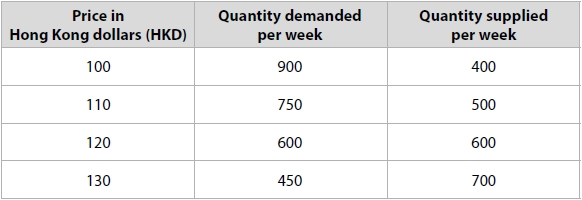 Price in
Hong Kong dollars (HKD)
Quantity demanded
per week
Quantity supplied
per week
100 900 400
110 750 500
120 600 600
130 450 700